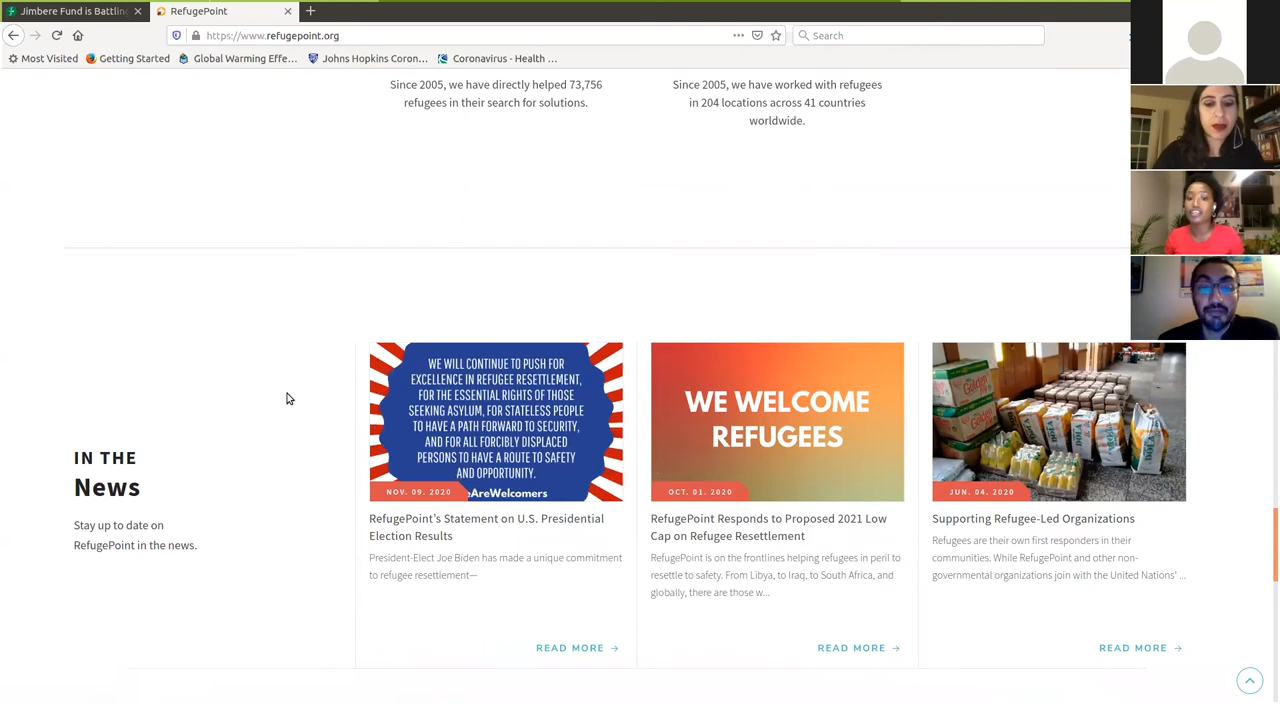 Jimbere Fund is Battlin
RefugePoint
https://www.refugepoint.org
Search
Most Visited
Getting Started
Global Warming Effe...
Johns Hopkins Coron...
Coronavirus - Health ...
Since 2005, we have directly helped 73,756
refugees in their search for solutions.
Since 2005, we have worked with refugees
in 204 locations across 41 countries
worldwide.
IN THE
News
Stay up to date on
RefugePoint in the news.
WE WILL CONTINUE TO PUSH FOR
EXCELLENCE IN REFUGEE RESETTLEMENT,
FOR THE ESSENTIAL RIGHTS OF THOSE
SEEKING ASYLUM, FOR STATELESS PEOPLE
TO HAVE A PATH FORWARD TO SECURITY,
AND FOR ALL FORCIBLY DISPLACED
PERSONS TO HAVE A ROUTE TO SAFETY
AND OPPORTUNITY.
eAreWelcomers
NOV. 09. 2020
RefugePoint's Statement on U.S. Presidential
Election Results
President-Elect Joe Biden has made a unique commitment
to refugee resettlement—
READ MORE →
WE WELCOME
REFUGEES
OCT. 01. 2020
RefugePoint Responds to Proposed 2021 Low
Cap on Refugee Resettlement
RefugePoint is on the frontlines helping refugees in peril to
resettle to safety. From Libya, to Iraq, to South Africa, and
globally, there are those w...
READ MORE →
Golden
DOLA
DOLA
JUN. 04. 2020
Supporting Refugee-Led Organizations
Refugees are their own first responders in their
communities. While RefugePoint and other non-
governmental organizations join with the United Nations' ...
READ MORE →